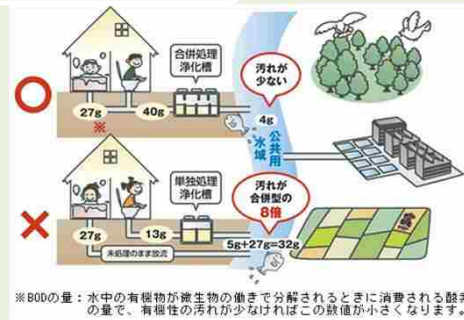 合併処理
浄化槽
汚れが
少ない
27g
40g
4g
※
公共用
水域
単独処理
浄化槽
汚れが
合併型の
8倍
27g
13g
5g+27g=32g
未処理のまま放流
※BODの量：水中の有機物が微生物の働きで分解されるときに消費される酸素
の量で、有機性の汚れが少なければこの数値が小さくなります。